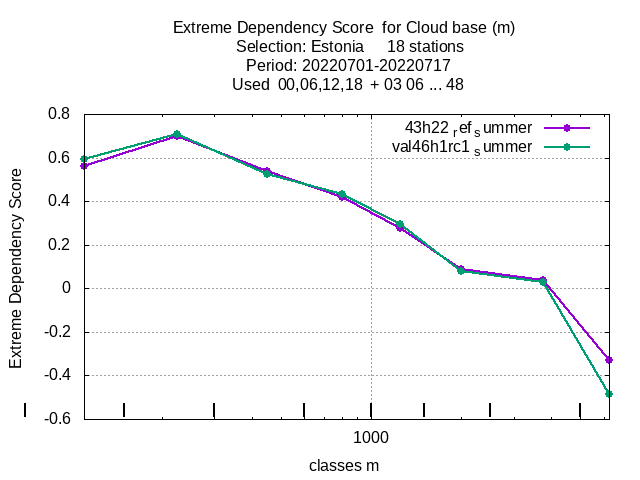 Extreme Dependency Score for Cloud base (m)
Selection: Estonia 18 stations
Period: 20220701-20220717
Used 00,06,12,18 + 03 06 ... 48
43h22 ref summer
val46h1rc1 summer
Extreme Dependency Score
0.8
0.6
0.4
0.2
0
-0.2
-0.4
-0.6
1000
classes m